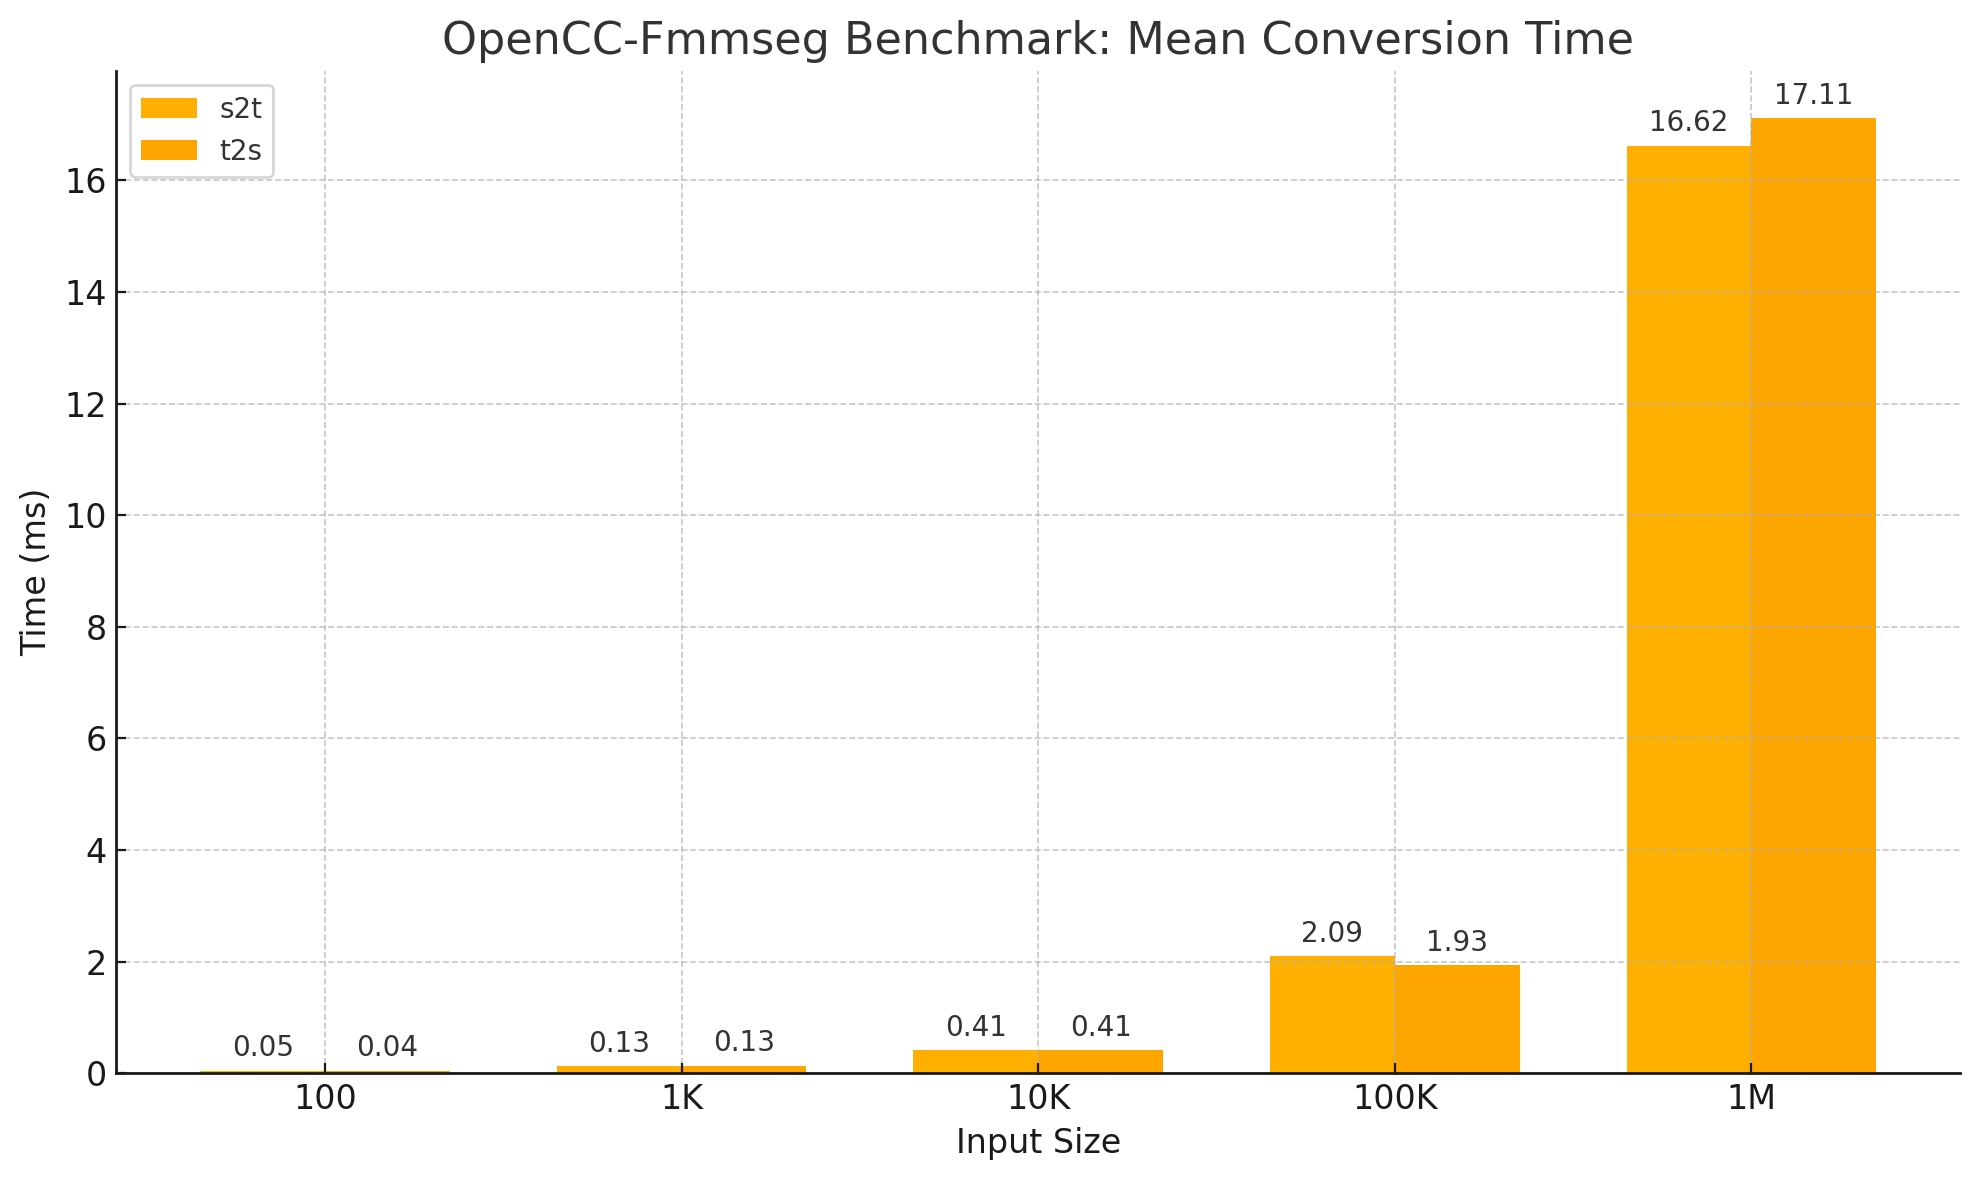 OpenCC-Fmmseg Benchmark: Mean Conversion Time
s2t
t2s
Time (ms)
16
14
12
10
8
6
4
2
0
0.05
0.04
0.13
0.13
0.41
0.41
2.09
1.93
16.62
17.11
100
1K
10K
100K
1M
Input Size